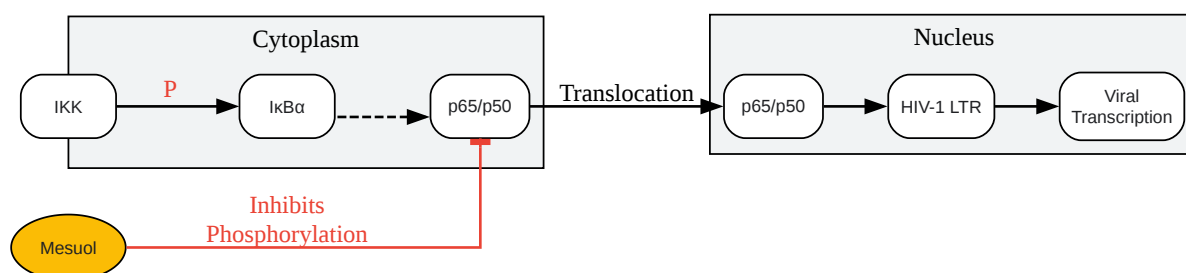 Cytoplasm
Nucleus
IKK
P
IκBα
p65/p50
Translocation
p65/p50
HIV-1 LTR
Viral
Transcription
Inhibits
Phosphorylation
Mesuol